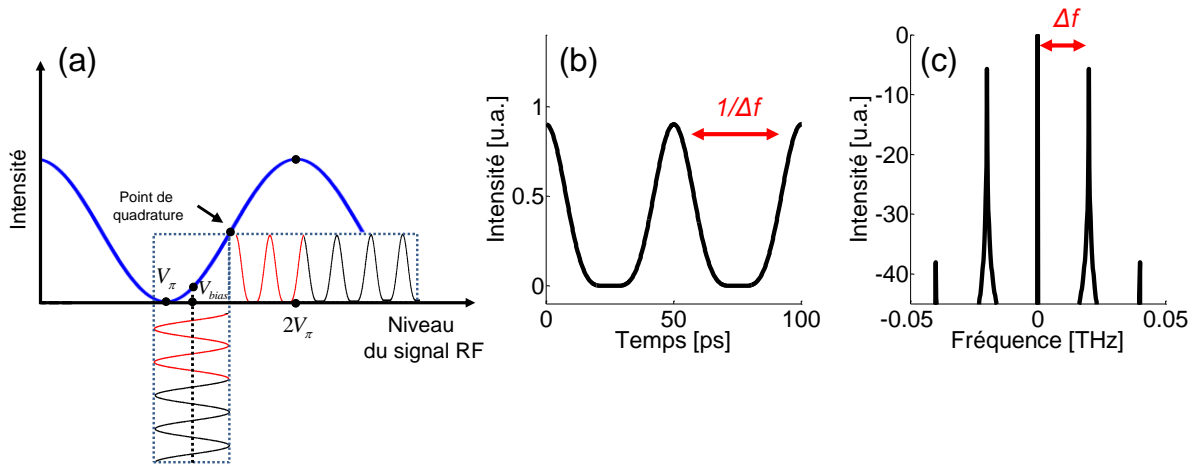 (a)
Intensité
Point de
quadrature
Vπ
Vbias
2Vπ
Niveau
du signal RF
(b)
Intensité [u.a.]
1
0.5
0
1/Δf
0
50
100
Temps [ps]
(c)
Δf
Intensité [u.a.]
0
-10
-20
-30
-40
-0.05
0
0.05
Fréquence [THz]